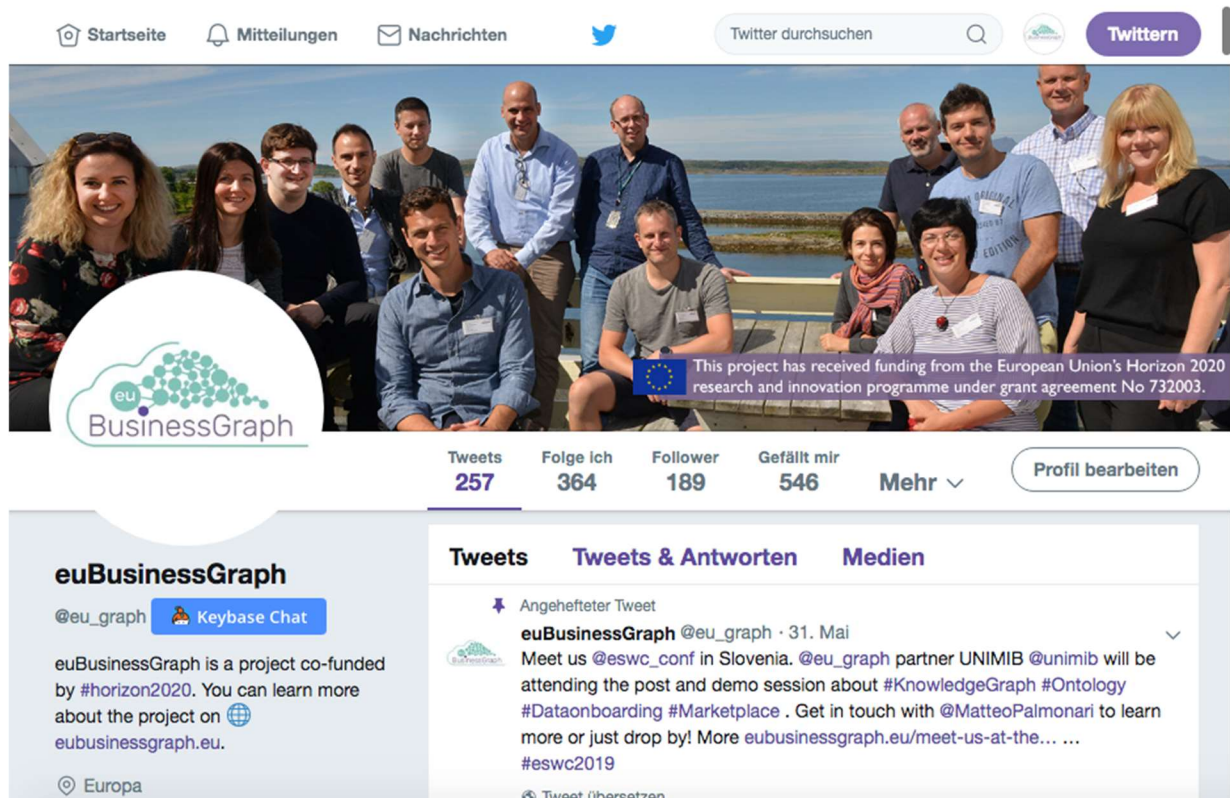 Startseite
Mitteilungen
Nachrichten
Twitter durchsuchen
Twittern
This project has received funding from the European Union's Horizon 2020
research and innovation programme under grant agreement No 732003.
eu
BusinessGraph
Tweets
257
Folge ich
364
Follower
189
Gefällt mir
546
Mehr
Profil bearbeiten
euBusinessGraph
@eu_graph
Keybase Chat
euBusinessGraph is a project co-funded
by #horizon2020. You can learn more
about the project on
eubusinessgraph.eu.
Europa
Tweets
Tweets & Antworten
Medien
Angehefteter Tweet
euBusinessGraph @eu_graph · 31. Mai
Meet us @eswc_conf in Slovenia. @eu_graph partner UNIMIB @unimib will be
attending the post and demo session about #KnowledgeGraph #Ontology
#Dataonboarding #Marketplace . Get in touch with @MatteoPalmonari to learn
more or just drop by! More eubusinessgraph.eu/meet-us-at-the… …
#eswc2019
Tweet übersetzen